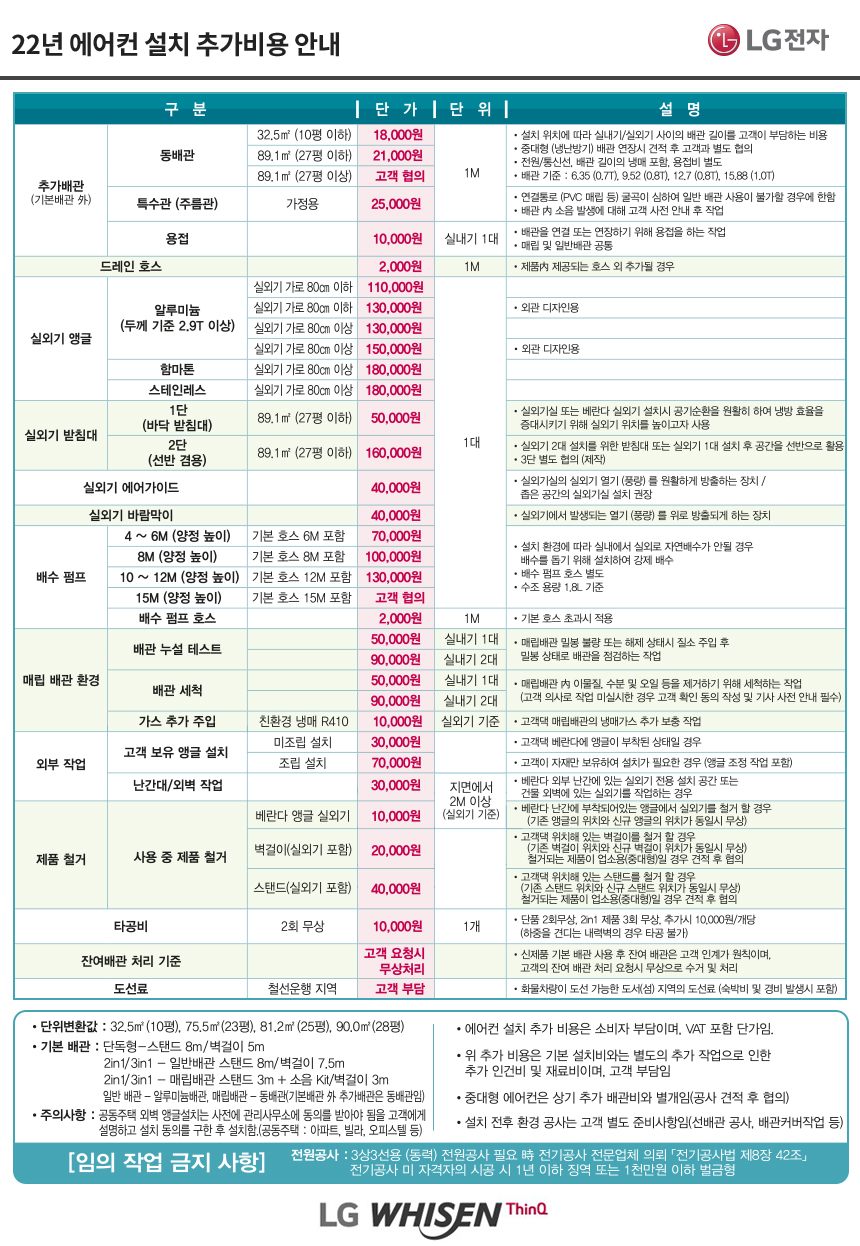 22년 에어컨 설치 추가비용 안내
LG전자
구 분 단 가 단 위 설 명
추가배관
(기본배관 外)
동배관
32.5㎡ (10평 이하) 18,000원
89.1㎡ (27평 이하) 21,000원
89.1㎡ (27평 이상) 고객 협의
1M
• 설치 위치에 따라 실내기/실외기 사이의 배관 길이를 고객이 부담하는 비용
• 중대형 (냉난방기) 배관 연장시 견적 후 고객과 별도 협의
• 전원/통신선, 배관 길이의 냉매 포함, 용접비 별도
• 배관 기준 : 6.35 (0.7T), 9.52 (0.8T), 12.7 (0.8T), 15.88 (1.0T)
특수관 (주름관) 가정용 25,000원
• 연결통로 (PVC 매립 등) 굴곡이 심하여 일반 배관 사용이 불가할 경우에 한함
• 배관 內 소음 발생에 대해 고객 사전 안내 후 작업
용접 10,000원 실내기 1대
• 배관을 연결 또는 연장하기 위해 용접을 하는 작업
• 매립 및 일반배관 공통
드레인 호스 2,000원 1M • 제품內 제공되는 호스 외 추가될 경우
실외기 앵글
알루미늄
(두께 기준 2.9T 이상)
실외기 가로 80㎝ 이하 110,000원
실외기 가로 80㎝ 이하 130,000원 • 외관 디자인용
실외기 가로 80㎝ 이상 130,000원
실외기 가로 80㎝ 이상 150,000원 • 외관 디자인용
함마톤 실외기 가로 80㎝ 이상 180,000원
스테인레스 실외기 가로 80㎝ 이상 180,000원
1대
실외기 받침대
1단
(바닥 받침대)
89.1㎡ (27평 이하) 50,000원
• 실외기실 또는 베란다 실외기 설치시 공기순환을 원활히 하여 냉방 효율을
증대시키기 위해 실외기 위치를 높이고자 사용
2단
(선반 겸용)
89.1㎡ (27평 이하) 160,000원
• 실외기 2대 설치를 위한 받침대 또는 실외기 1대 설치 후 공간을 선반으로 활용
• 3단 별도 협의 (제작)
실외기 에어가이드 40,000원
• 실외기실의 실외기 열기 (풍량) 를 원활하게 방출하는 장치 /
좁은 공간의 실외기실 설치 권장
실외기 바람막이 40,000원 • 실외기에서 발생되는 열기 (풍량) 를 위로 방출되게 하는 장치
배수 펌프
4 ~ 6M (양정 높이) 기본 호스 6M 포함 70,000원
8M (양정 높이) 기본 호스 8M 포함 100,000원
10 ~ 12M (양정 높이) 기본 호스 12M 포함 130,000원
15M (양정 높이) 기본 호스 15M 포함 고객 협의
• 설치 환경에 따라 실내에서 실외로 자연배수가 안될 경우
배수를 돕기 위해 설치하여 강제 배수
• 배수 펌프 호스 별도
• 수조 용량 1.8L 기준
배수 펌프 호스 2,000원 1M • 기본 호스 초과시 적용
매립 배관 환경
배관 누설 테스트
50,000원 실내기 1대
90,000원 실내기 2대
• 매립배관 밀봉 불량 또는 해제 상태시 질소 주입 후
밀봉 상태로 배관을 점검하는 작업
배관 세척
50,000원 실내기 1대
90,000원 실내기 2대
• 매립배관 內 이물질, 수분 및 오일 등을 제거하기 위해 세척하는 작업
(고객 의사로 작업 미실시한 경우 고객 확인 동의 작성 및 기사 사전 안내 필수)
가스 추가 주입 친환경 냉매 R410 10,000원 실외기 기준 • 고객댁 매립배관의 냉매가스 추가 보충 작업
외부 작업
고객 보유 앵글 설치
미조립 설치 30,000원 • 고객댁 베란다에 앵글이 부착된 상태일 경우
조립 설치 70,000원 • 고객이 자재만 보유하여 설치가 필요한 경우 (앵글 조정 작업 포함)
난간대/외벽 작업 30,000원
지면에서
2M 이상
(실외기 기준)
• 베란다 외부 난간에 있는 실외기 전용 설치 공간 또는
건물 외벽에 있는 실외기를 작업하는 경우
제품 철거
사용 중 제품 철거
베란다 앵글 실외기 10,000원
• 베란다 난간에 부착되어있는 앵글에서 실외기를 철거 할 경우
(기존 앵글의 위치와 신규 앵글의 위치가 동일시 무상)
벽걸이(실외기 포함) 20,000원
• 고객댁 위치해 있는 벽걸이를 철거 할 경우
(기존 벽걸이 위치와 신규 벽걸이 위치가 동일시 무상)
철거되는 제품이 업소용(중대형)일 경우 견적 후 협의
스탠드(실외기 포함) 40,000원
• 고객댁 위치해 있는 스탠드를 철거 할 경우
(기존 스탠드 위치와 신규 스탠드 위치가 동일시 무상)
철거되는 제품이 업소용(중대형)일 경우 견적 후 협의
타공비 2회 무상 10,000원 1개
• 단품 2회무상, 2in1 제품 3회 무상, 추가시 10,000원/개당
(하중을 견디는 내력벽의 경우 타공 불가)
잔여배관 처리 기준
고객 요청시
무상처리
• 신제품 기본 배관 사용 후 잔여 배관은 고객 인계가 원칙이며,
고객의 잔여 배관 처리 요청시 무상으로 수거 및 처리
도선료 철선운행 지역 고객 부담 • 화물차량이 도선 가능한 도서(섬) 지역의 도선료 (숙박비 및 경비 발생시 포함)
• 단위변환값 : 32.5㎡(10평), 75.5㎡(23평), 81.2㎡(25평), 90.0㎡(28평)
• 기본 배관 : 단독형-스탠드 8m/벽걸이 5m
2in1/3in1 - 일반배관 스탠드 8m/벽걸이 7.5m
2in1/3in1 - 매립배관 스탠드 3m + 소음 Kit/벽걸이 3m
일반 배관 - 알루미늄배관, 매립배관 - 동배관(기본배관 外 추가배관은 동배관임)
• 주의사항 : 공동주택 외벽 앵글설치는 사전에 관리사무소에 동의를 받아야 됨을 고객에게
설명하고 설치 동의를 구한 후 설치함.(공동주택 : 아파트, 빌라, 오피스텔 등)
• 에어컨 설치 추가 비용은 소비자 부담이며, VAT 포함 단가임.
• 위 추가 비용은 기본 설치비와는 별도의 추가 작업으로 인한
추가 인건비 및 재료비이며, 고객 부담임
• 중대형 에어컨은 상기 추가 배관비와 별개임(공사 견적 후 협의)
• 설치 전후 환경 공사는 고객 별도 준비사항임(선배관 공사, 배관커버작업 등)
[임의 작업 금지 사항]
전원공사 : 3상3선용 (동력) 전원공사 필요 時 전기공사 전문업체 의뢰 「전기공사법 제8장 42조」
전기공사 미 자격자의 시공 시 1년 이하 징역 또는 1천만원 이하 벌금형
LG WHISEN ThinQ